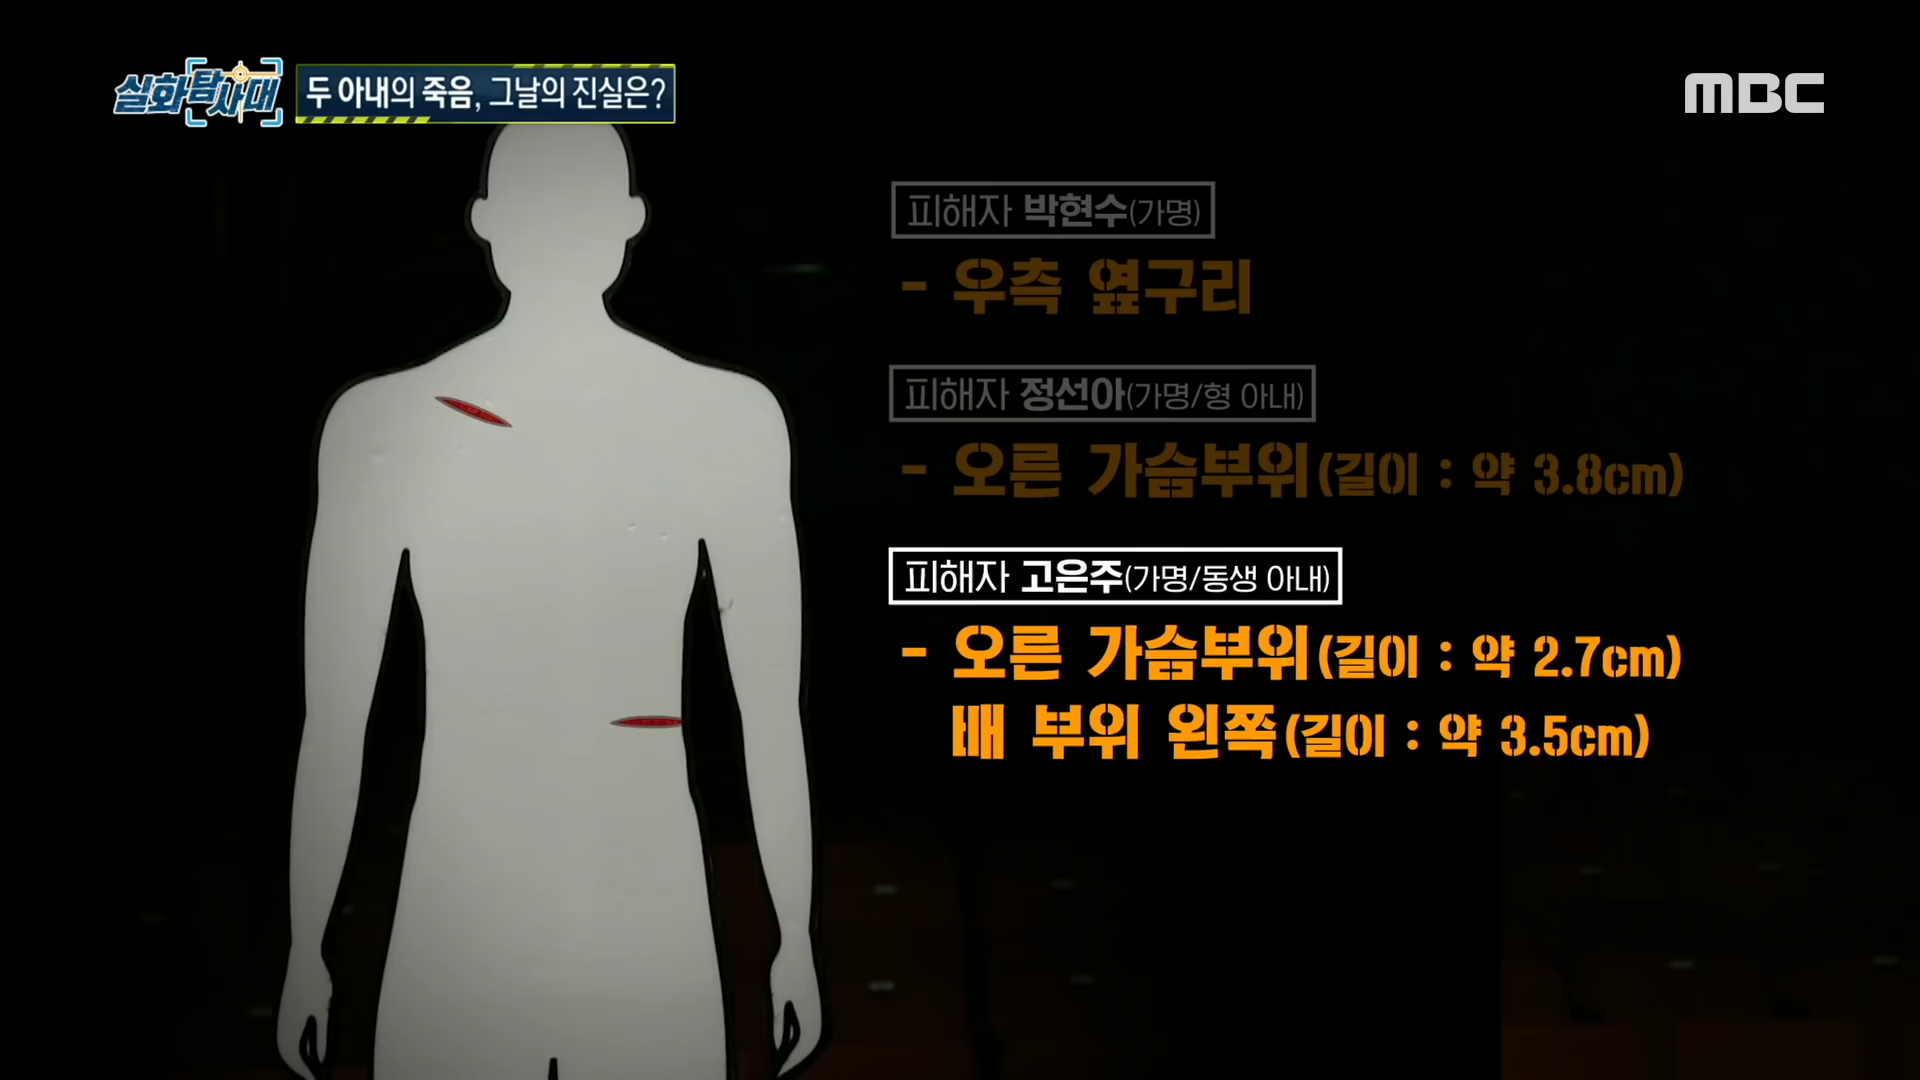 실화탐사대
두 아내의 죽음, 그날의 진실은?
MBC
피해자 박현수(가명)
- 우측 옆구리
피해자 정선아(가명/형 아내)
- 오른 가슴부위(길이 : 약 3.8cm)
피해자 고은주(가명/동생 아내)
- 오른 가슴부위(길이 : 약 2.7cm)
배 부위 왼쪽(길이 : 약 3.5cm)